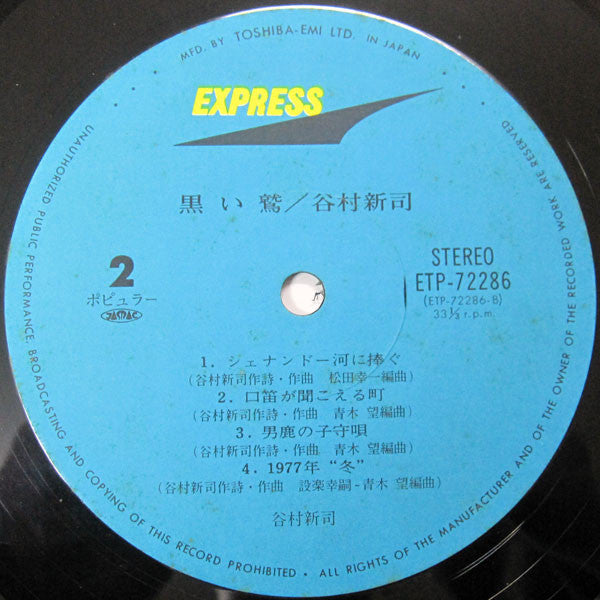 MFD. BY TOSHIBA-EMI LTD. IN JAPAN
EXPRESS
黒い鷲／谷村新司
2
ポピュラー
JASRAC
STEREO
ETP-72286
(ETP-72286-B)
33⅓ r.p.m.
1. シェナンドー河に捧ぐ
(谷村新司作詩・作曲 松田幸一編曲)
2. 口笛が聞こえる町
(谷村新司作詩・作曲 青木 望編曲)
3. 男鹿の子守唄
(谷村新司作詩・作曲 青木 望編曲)
4. 1977年 “冬”
(谷村新司作詩・作曲 設楽幸嗣-青木 望編曲)
谷村新司
UNAUTHORIZED PUBLIC PERFORMANCE, BROADCASTING AND COPYING OF THIS RECORD PROHIBITED • ALL RIGHTS OF THE MANUFACTURER AND OF THE OWNER OF THE RECORDED WORK ARE RESERVED